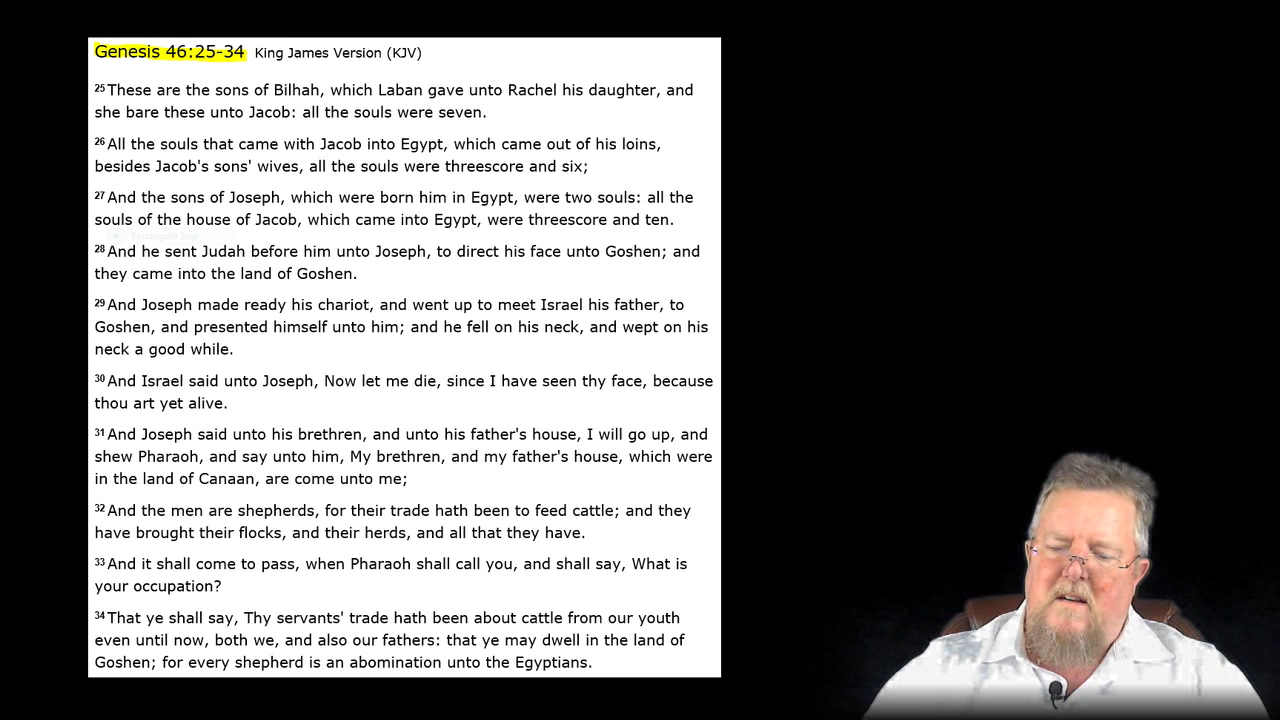 Genesis 46:25-34 King James Version (KJV)
25 These are the sons of Bilhah, which Laban gave unto Rachel his daughter, and
she bare these unto Jacob: all the souls were seven.
26 All the souls that came with Jacob into Egypt, which came out of his loins,
besides Jacob's sons' wives, all the souls were threescore and six;
27 And the sons of Joseph, which were born him in Egypt, were two souls: all the
souls of the house of Jacob, which came into Egypt, were threescore and ten.
Rectangular Snip
28 And he sent Judah before him unto Joseph, to direct his face unto Goshen; and
they came into the land of Goshen.
29 And Joseph made ready his chariot, and went up to meet Israel his father, to
Goshen, and presented himself unto him; and he fell on his neck, and wept on his
neck a good while.
30 And Israel said unto Joseph, Now let me die, since I have seen thy face, because
thou art yet alive.
31 And Joseph said unto his brethren, and unto his father's house, I will go up, and
shew Pharaoh, and say unto him, My brethren, and my father's house, which were
in the land of Canaan, are come unto me;
32 And the men are shepherds, for their trade hath been to feed cattle; and they
have brought their flocks, and their herds, and all that they have.
33 And it shall come to pass, when Pharaoh shall call you, and shall say, What is
your occupation?
34 That ye shall say, Thy servants' trade hath been about cattle from our youth
even until now, both we, and also our fathers: that ye may dwell in the land of
Goshen; for every shepherd is an abomination unto the Egyptians.